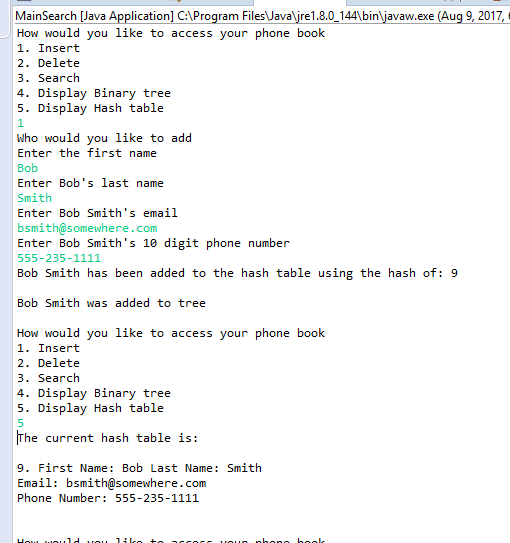 MainSearch [Java Application] C:\Program Files\Java\jre1.8.0_144\bin\javaw.exe (Aug 9, 2017,
How would you like to access your phone book
1. Insert
2. Delete
3. Search
4. Display Binary tree
5. Display Hash table
1
Who would you like to add
Enter the first name
Bob
Enter Bob's last name
Smith
Enter Bob Smith's email
bsmith@somewhere.com
Enter Bob Smith's 10 digit phone number
555-235-1111
Bob Smith has been added to the hash table using the hash of: 9
Bob Smith was added to tree
How would you like to access your phone book
1. Insert
2. Delete
3. Search
4. Display Binary tree
5. Display Hash table
5
The current hash table is:
9. First Name: Bob Last Name: Smith
Email: bsmith@somewhere.com
Phone Number: 555-235-1111
How would you like to access your phone book